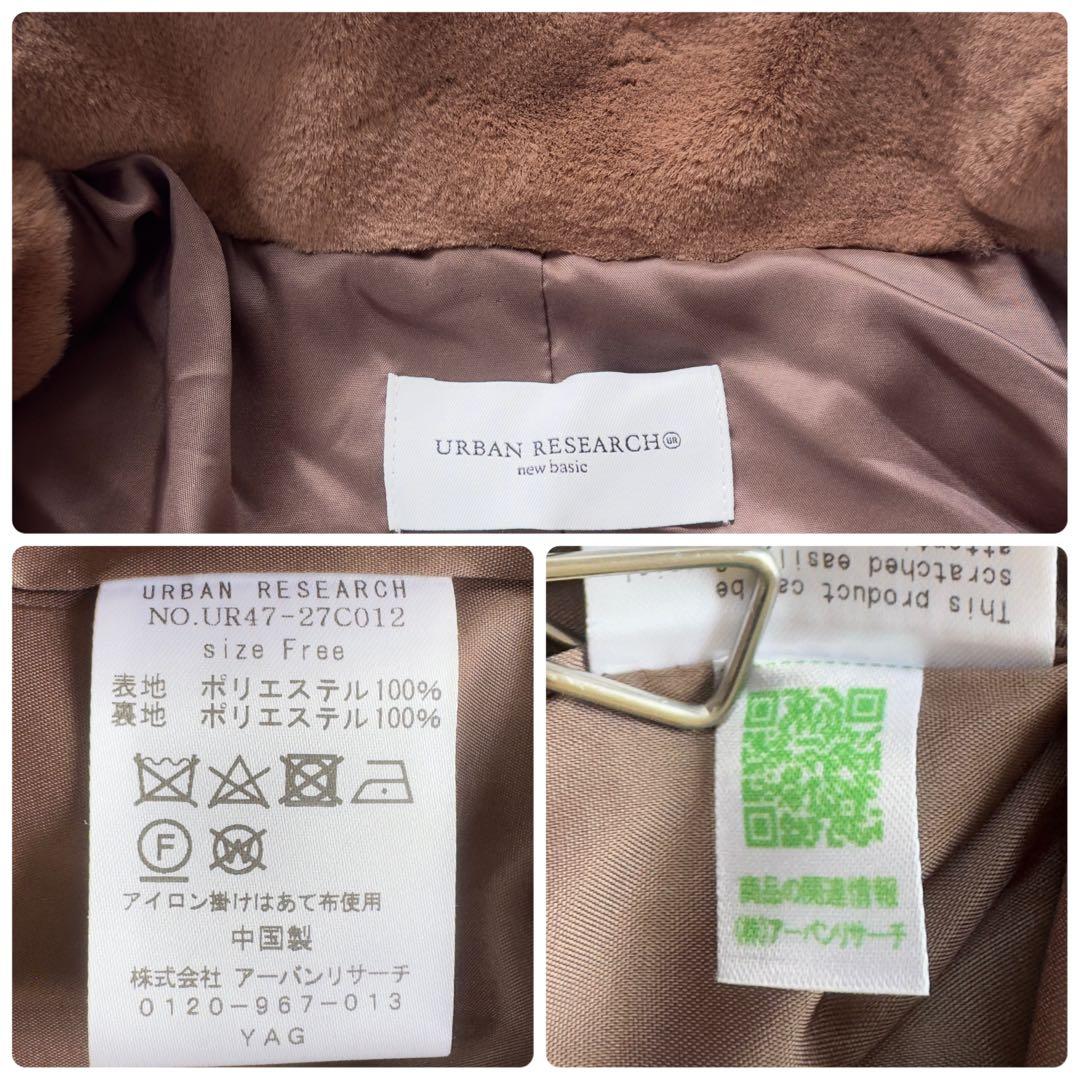 URBAN RESEARCH UR
new basic
URBAN RESEARCH
NO.UR47-27C012
size Free
表地 ポリエステル100%
裏地 ポリエステル100%
F
W
アイロン掛けはあて布使用
中国製
株式会社 アーバンリサーチ
0120-967-013
YAG
This product ca
be
scratched easi
商品の関連情報
(株)アーバンリサーチ